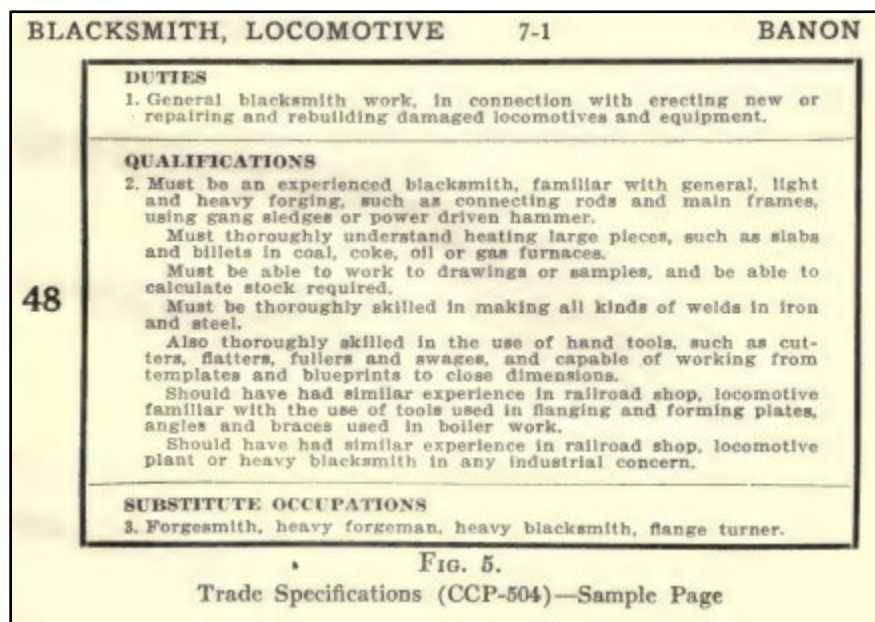 BLACKSMITH, LOCOMOTIVE 7-1 BANON
DUTIES
1. General blacksmith work, in connection with erecting new or
repairing and rebuilding damaged locomotives and equipment.
QUALIFICATIONS
2. Must be an experienced blacksmith, familiar with general, light
and heavy forging, such as connecting rods and main frames,
using gang sledges or power driven hammer.
Must thoroughly understand heating large pieces, such as slabs
and billets in coal, coke, oil or gas furnaces.
Must be able to work to drawings or samples, and be able to
calculate stock required.
48
Must be thoroughly skilled in making all kinds of welds in iron
and steel.
Also thoroughly skilled in the use of hand tools, such as cut-
ters, flatters, fullers and swages, and capable of working from
templates and blueprints to close dimensions.
Should have had similar experience in railroad shop, locomotive
familiar with the use of tools used in flanging and forming plates,
angles and braces used in boiler work.
Should have had similar experience in railroad shop, locomotive
plant or heavy blacksmith in any industrial concern.
SUBSTITUTE OCCUPATIONS
3. Forgesmith, heavy forgeman, heavy blacksmith, flange turner.
FIG. 5.
Trade Specifications (CCP-504)—Sample Page